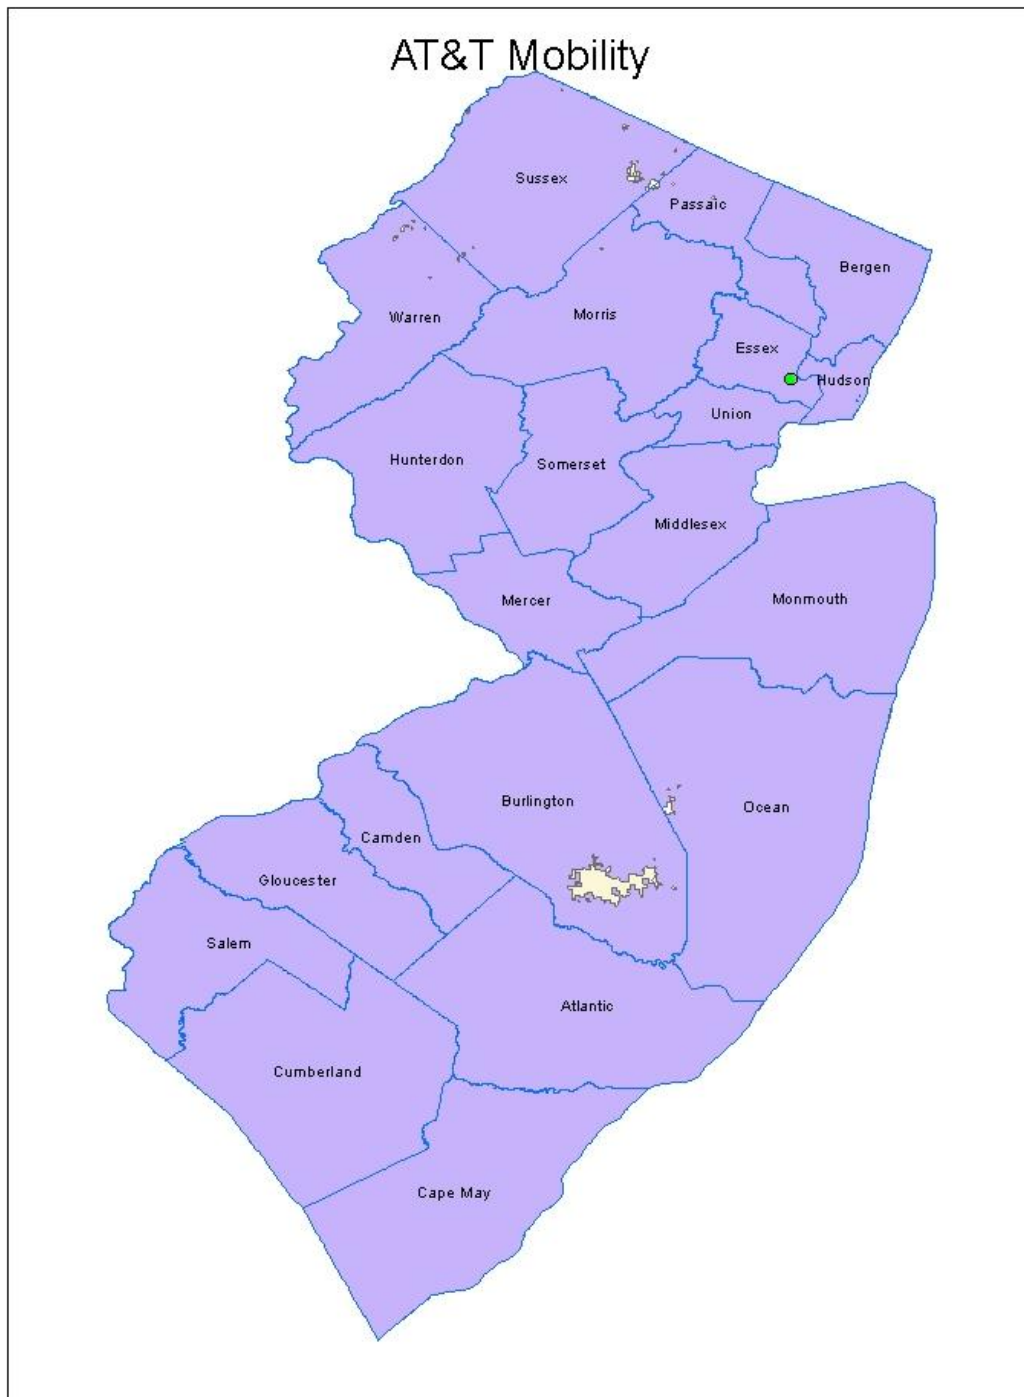 AT&T Mobility
Sussex
Passaic
Bergen
Warren
Morris
Essex
Hudson
Union
Hunterdon
Somerset
Middlesex
Mercer
Monmouth
Burlington
Ocean
Camden
Gloucester
Salem
Atlantic
Cumberland
Cape May